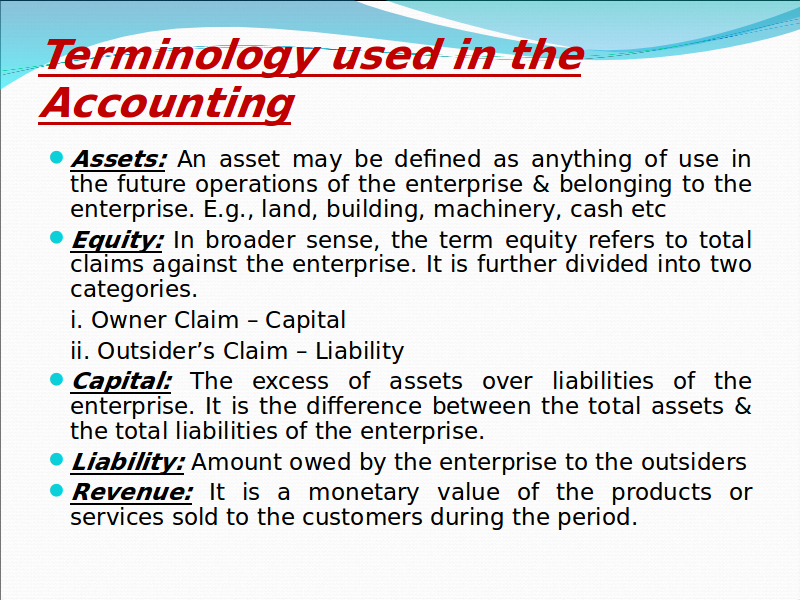 Terminology used in the
Accounting
Assets: An asset may be defined as anything of use in
the future operations of the enterprise & belonging to the
enterprise. E.g., land, building, machinery, cash etc
Equity: In broader sense, the term equity refers to total
claims against the enterprise. It is further divided into two
categories.
i. Owner Claim – Capital
ii. Outsider’s Claim – Liability
Capital: The excess of assets over liabilities of the
enterprise. It is the difference between the total assets &
the total liabilities of the enterprise.
Liability: Amount owed by the enterprise to the outsiders
Revenue: It is a monetary value of the products or
services sold to the customers during the period.